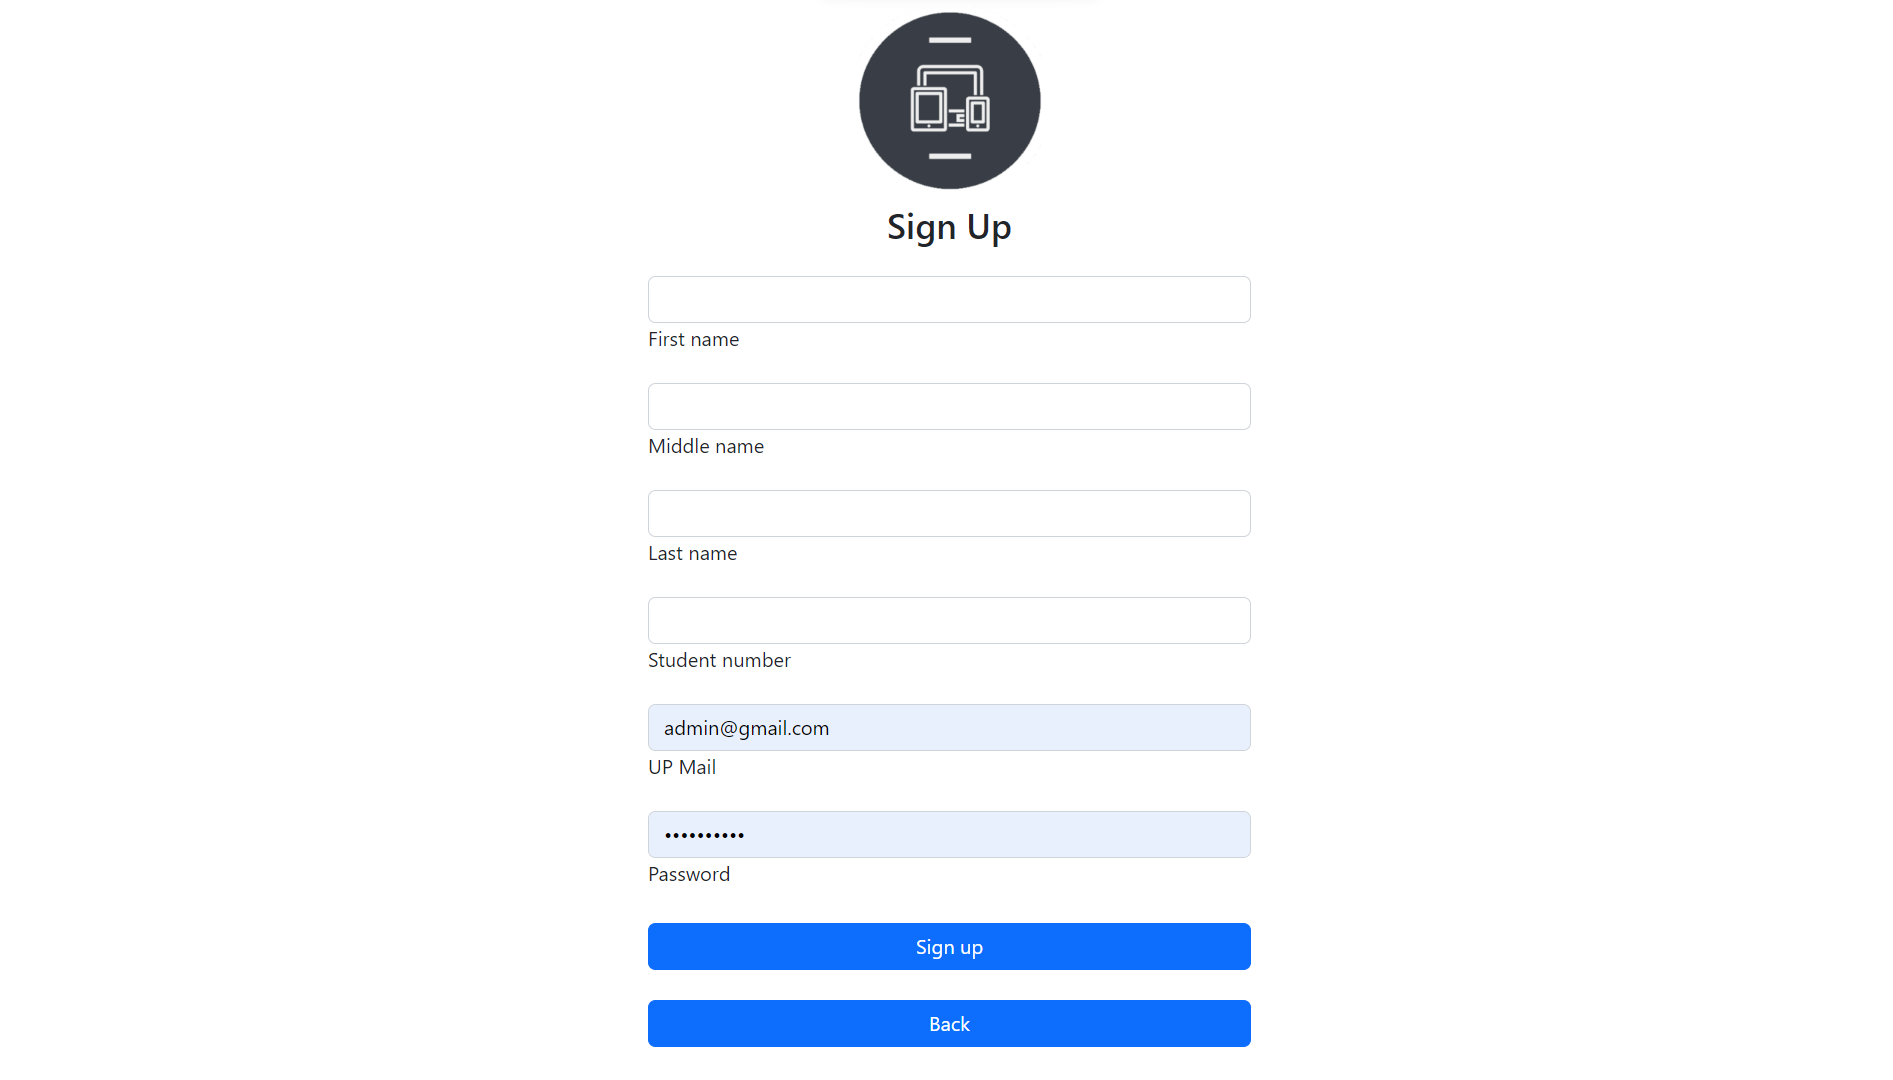 Sign Up
First name
Middle name
Last name
Student number
admin@gmail.com
UP Mail
••••••••••
Password
Sign up
Back